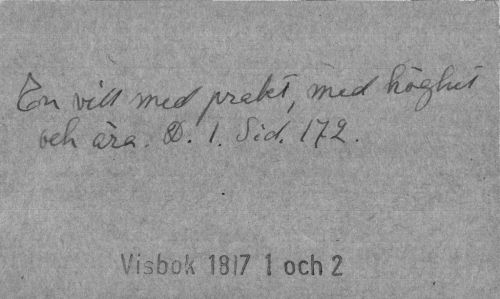 En vill med prakt, med höghet
och ära. D. 1. Sid. 172.
Visbok 1817 1 och 2